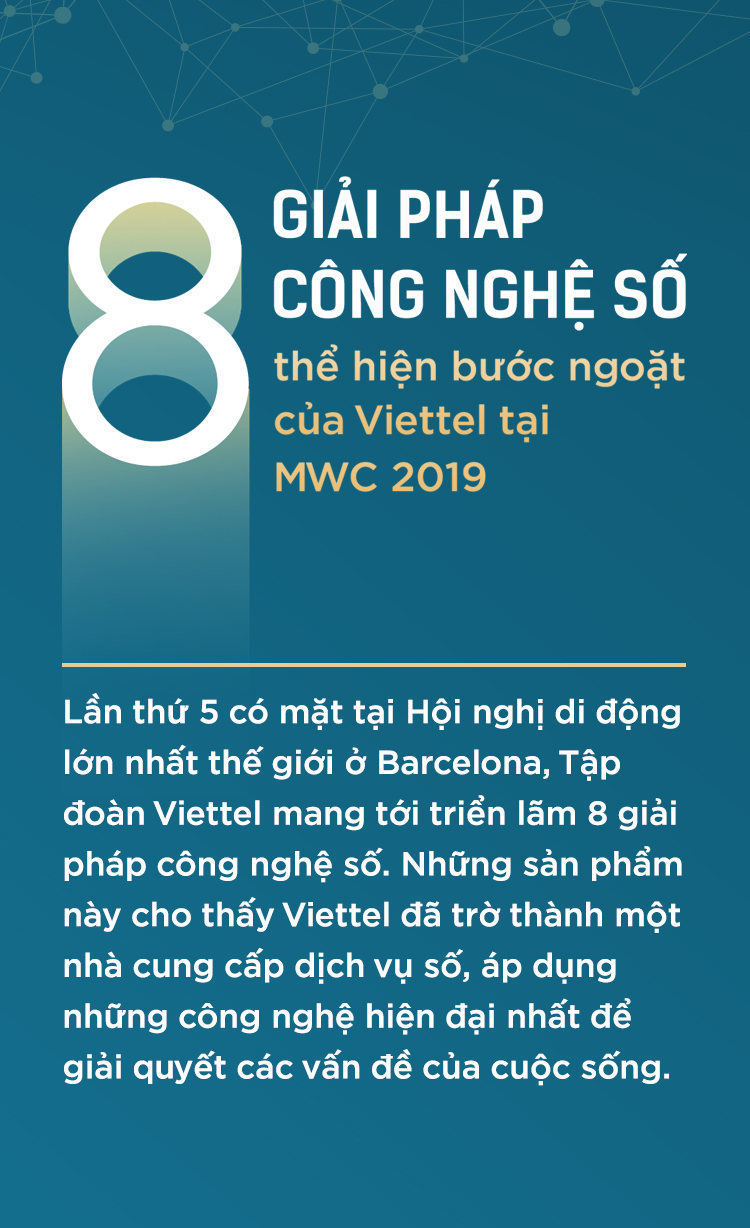 8
GIẢI PHÁP
CÔNG NGHỆ SỐ
thể hiện bước ngoặt
của Viettel tại
MWC 2019
Lần thứ 5 có mặt tại Hội nghị di động
lớn nhất thế giới ở Barcelona, Tập
đoàn Viettel mang tới triển lãm 8 giải
pháp công nghệ số. Những sản phẩm
này cho thấy Viettel đã trờ thành một
nhà cung cấp dịch vụ số, áp dụng
những công nghệ hiện đại nhất để
giải quyết các vấn đề của cuộc sống.